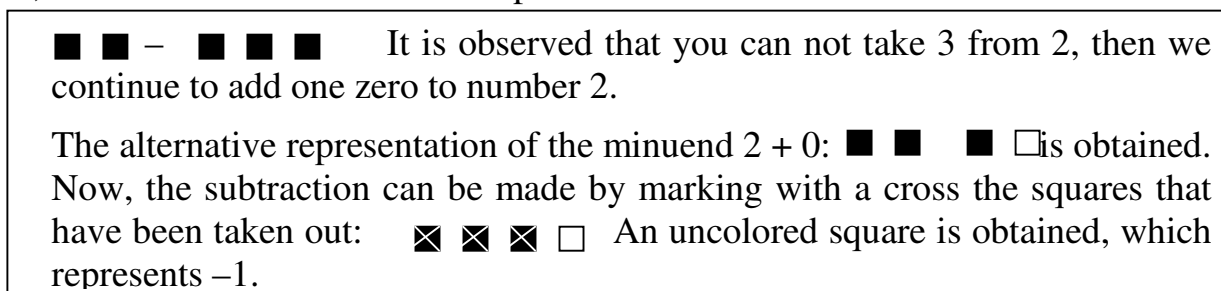 ■ ■ – ■ ■ ■ It is observed that you can not take 3 from 2, then we
continue to add one zero to number 2.
The alternative representation of the minuend 2 + 0: ■ ■ ■ □is obtained.
Now, the subtraction can be made by marking with a cross the squares that
have been taken out: ⊠ ⊠ ⊠ □ An uncolored square is obtained, which
represents –1.